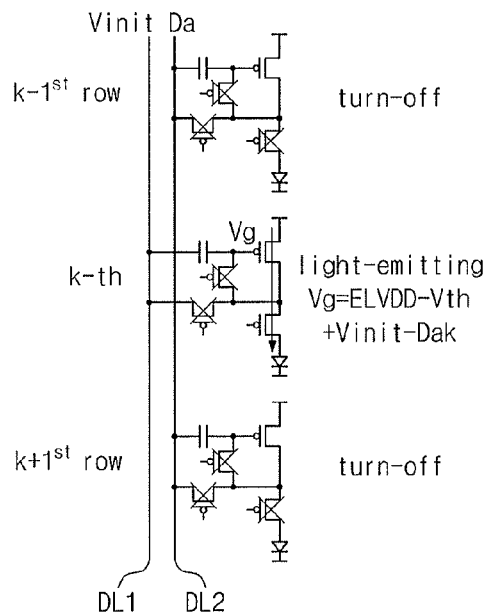 Vinit Da
k-1st row
turn-off
Vg
k-th
light-emitting
Vg=ELVDD-Vth
+Vinit-Dak
k+1st row
turn-off
DL1 DL2